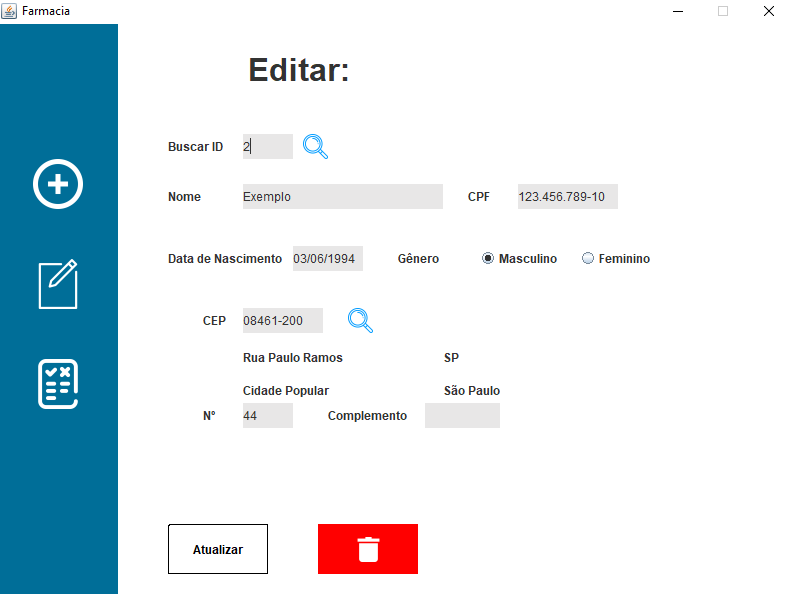 Farmacia
Editar:
Buscar ID 2
Nome Exemplo CPF 123.456.789-10
Data de Nascimento 03/06/1994 Gênero Masculino Feminino
CEP 08461-200
Rua Paulo Ramos SP
Cidade Popular São Paulo
Nº 44 Complemento
Atualizar